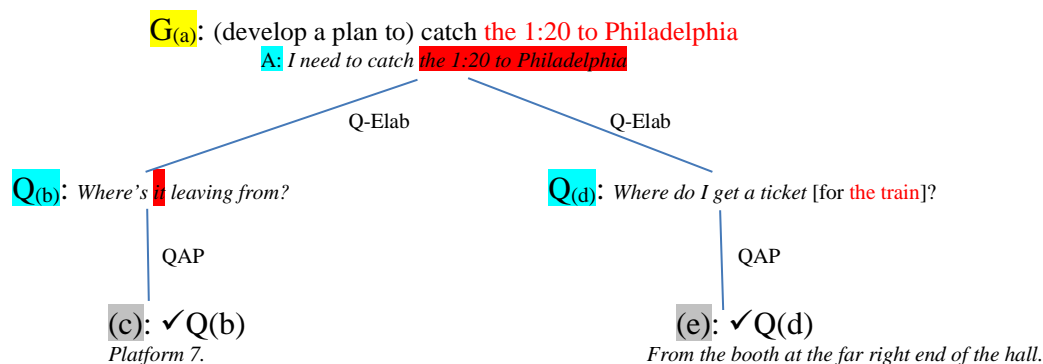 G(a): (develop a plan to) catch the 1:20 to Philadelphia
A: I need to catch the 1:20 to Philadelphia
Q-Elab Q-Elab
Q(b): Where's it leaving from? Q(d): Where do I get a ticket [for the train]?
QAP QAP
(c): ✓Q(b) (e): ✓Q(d)
Platform 7. From the booth at the far right end of the hall.